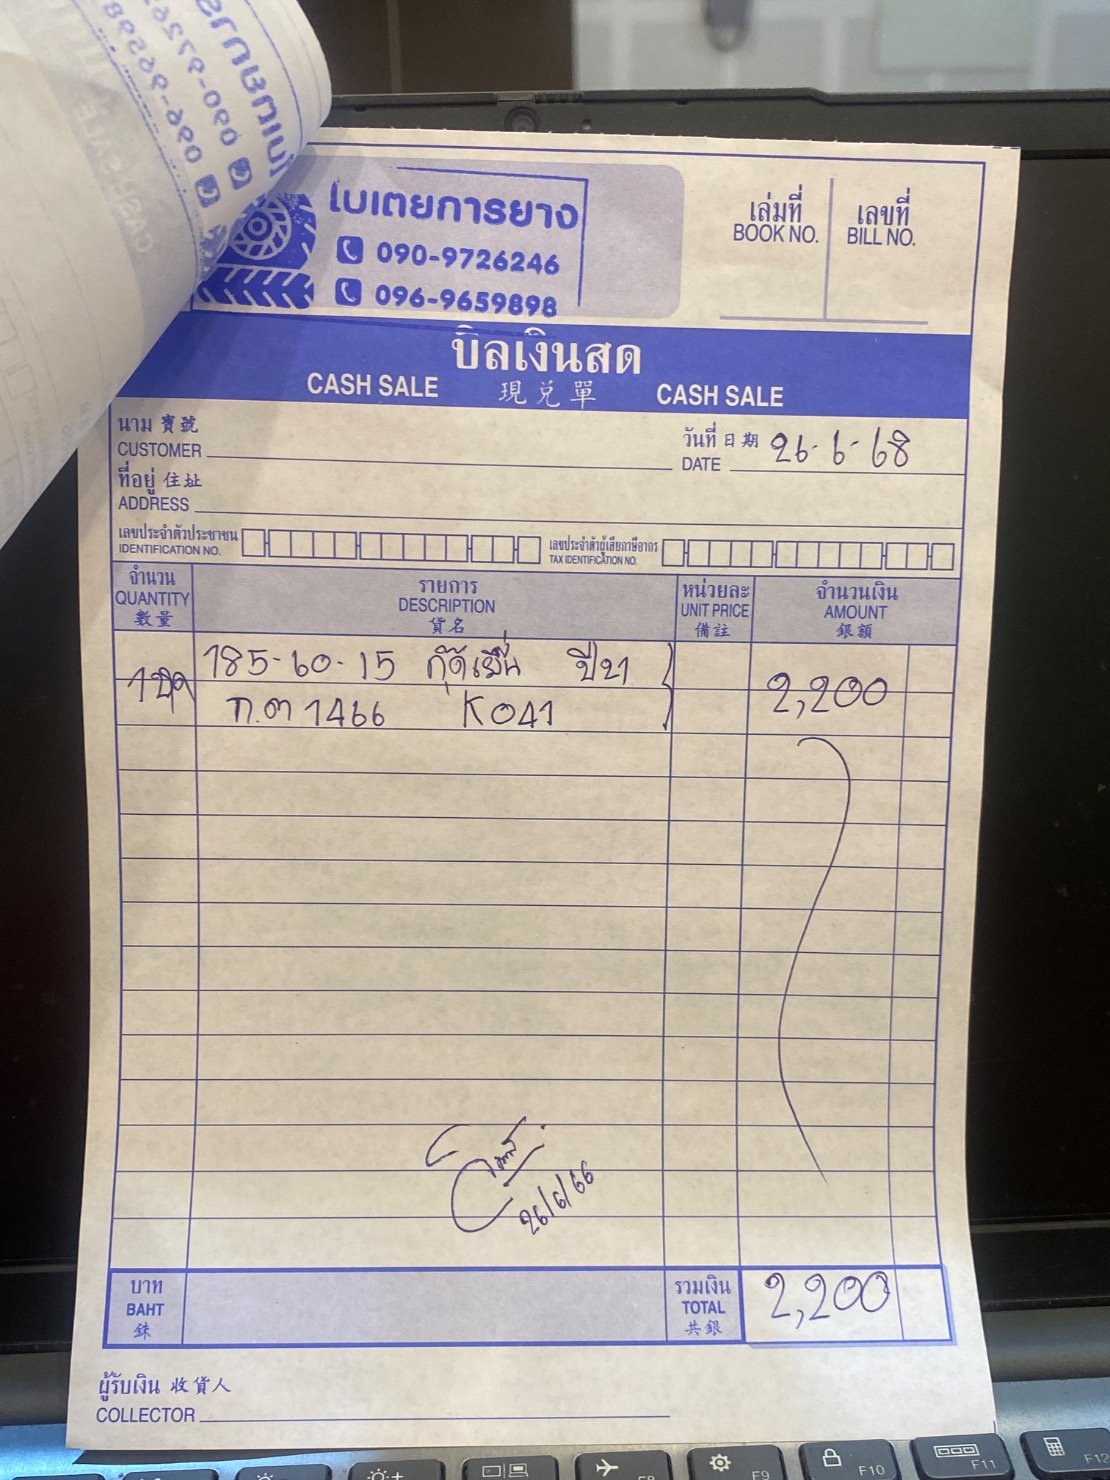 ใบเตยการยาง
090-9726246
096-9659898
เล่มที่
BOOK NO.
เลขที่
BILL NO.
บิลเงินสด
CASH SALE 現兌單 CASH SALE
นาม 寶號
CUSTOMER
วันที่ 日期 26-6-68
DATE
ที่อยู่ 住址
ADDRESS
เลขประจำตัวประชาชน
IDENTIFICATION NO.
เลขประจำตัวผู้เสียภาษีอากร
TAX IDENTIFICATION NO.
จำนวน
QUANTITY
數量
รายการ
DESCRIPTION
貨名
หน่วยละ
UNIT PRICE
備註
จำนวนเงิน
AMOUNT
銀額
185-60-15 กู๊ดเยียืน ปี21
ก.ต 1466 K041
2,200
26/6/66
บาท
BAHT
銖
รวมเงิน
TOTAL
共銀
2,200
ผู้รับเงิน 收貨人
COLLECTOR
F8
F9
F10
F11
F12